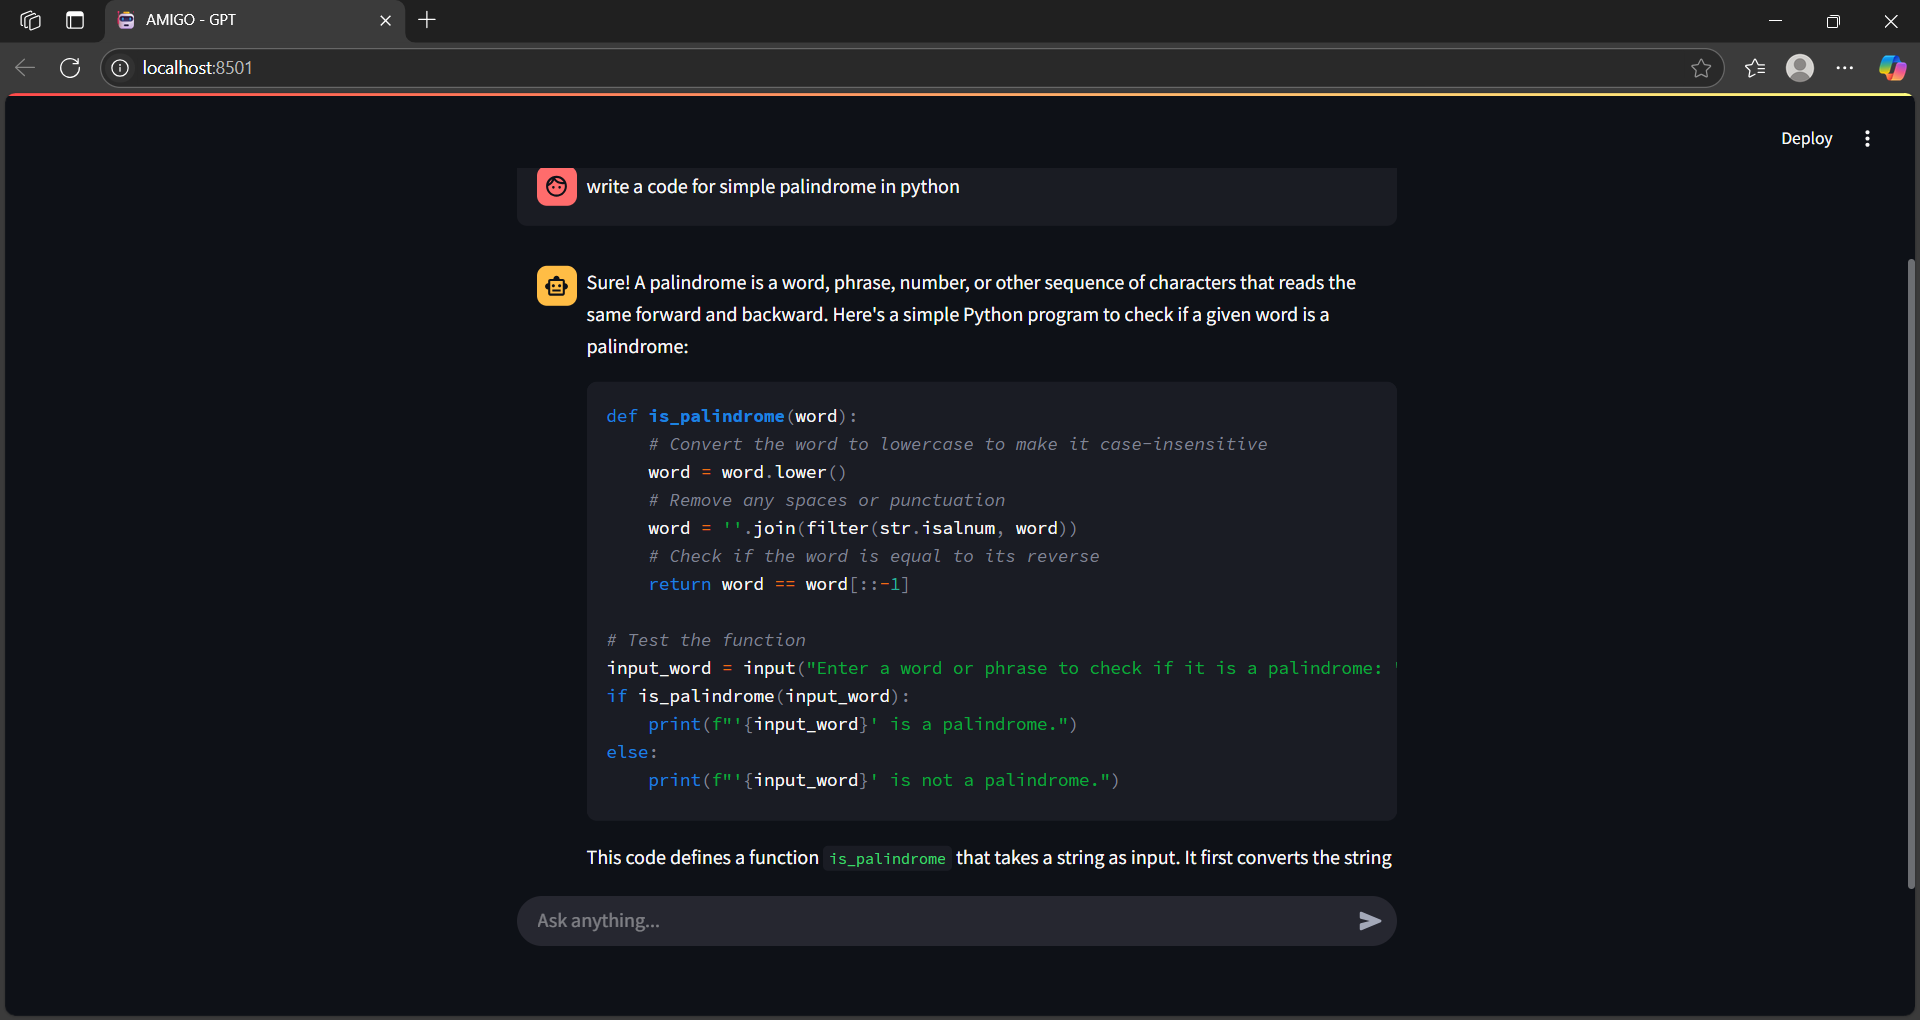 AMIGO - GPT
localhost:8501
Deploy
write a code for simple palindrome in python
Sure! A palindrome is a word, phrase, number, or other sequence of characters that reads the
same forward and backward. Here's a simple Python program to check if a given word is a
palindrome:
def is_palindrome(word):
    # Convert the word to lowercase to make it case-insensitive
    word = word.lower()
    # Remove any spaces or punctuation
    word = ''.join(filter(str.isalnum, word))
    # Check if the word is equal to its reverse
    return word == word[::-1]
# Test the function
input_word = input("Enter a word or phrase to check if it is a palindrome: "
if is_palindrome(input_word):
    print(f"'{input_word}' is a palindrome.")
else:
    print(f"'{input_word}' is not a palindrome.")
This code defines a function is_palindrome that takes a string as input. It first converts the string
Ask anything...